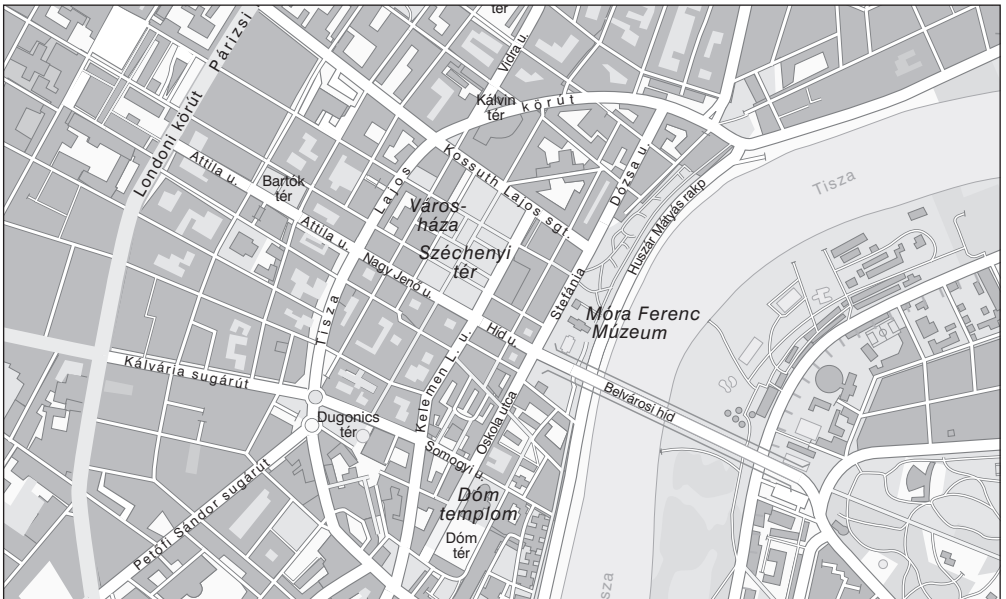 tér
Párizsi
Vidra u.
Kálvin
tér
körút
Londoni körút
Attila u.
Bartók
tér
Kossuth Lajos sgt.
Dózsa u.
Tisza
Lajos
Város-
háza
Huszár Mátyás rakp
Attila u.
Széchenyi
tér
Nagy Jenő u.
Stefánia
Móra Ferenc
Múzeum
Tisza
Híd u.
Kálvária sugárút
Kelemen L. u.
Belvárosi híd
Dugonics
tér
Oskola utca
Somogyi u.
Petőfi Sándor sugárút
Dóm
templom
Dóm
tér
sza